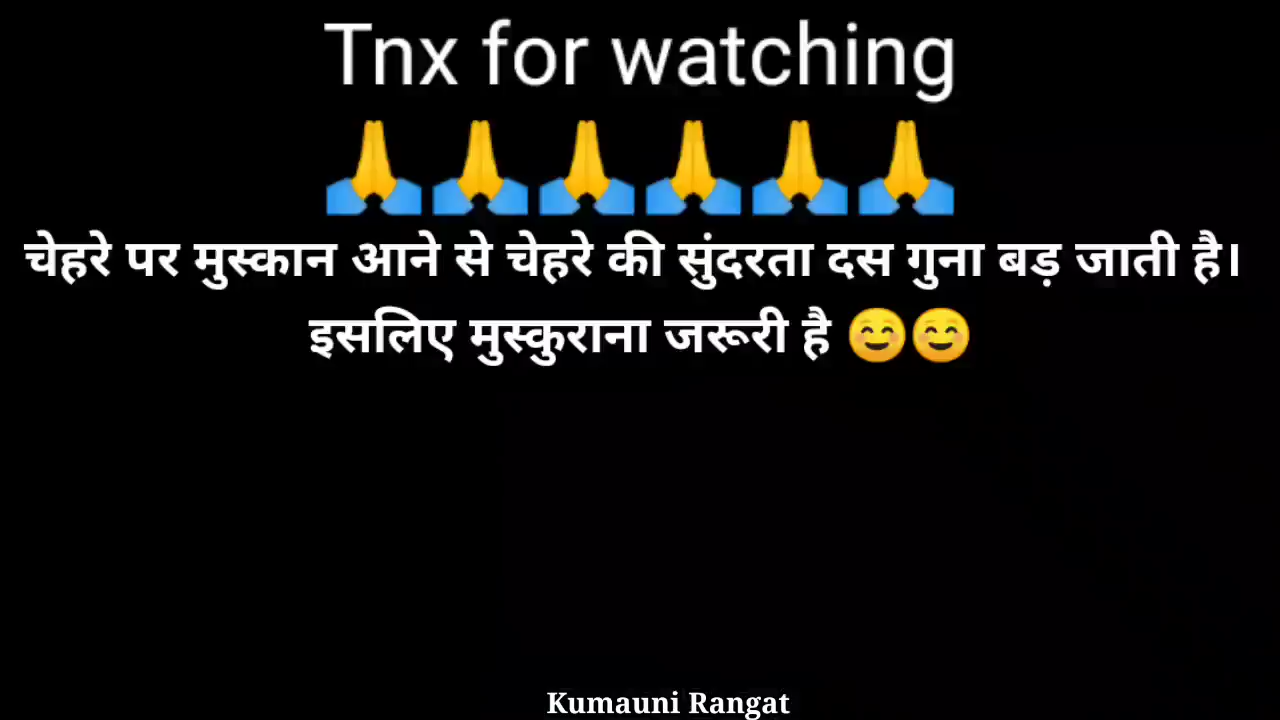 Tnx for watching
🙏🙏🙏🙏🙏🙏
चेहरे पर मुस्कान आने से चेहरे की सुंदरता दस गुना बड़ जाती है।
इसलिए मुस्कुराना जरूरी है ☺️☺️
Kumauni Rangat